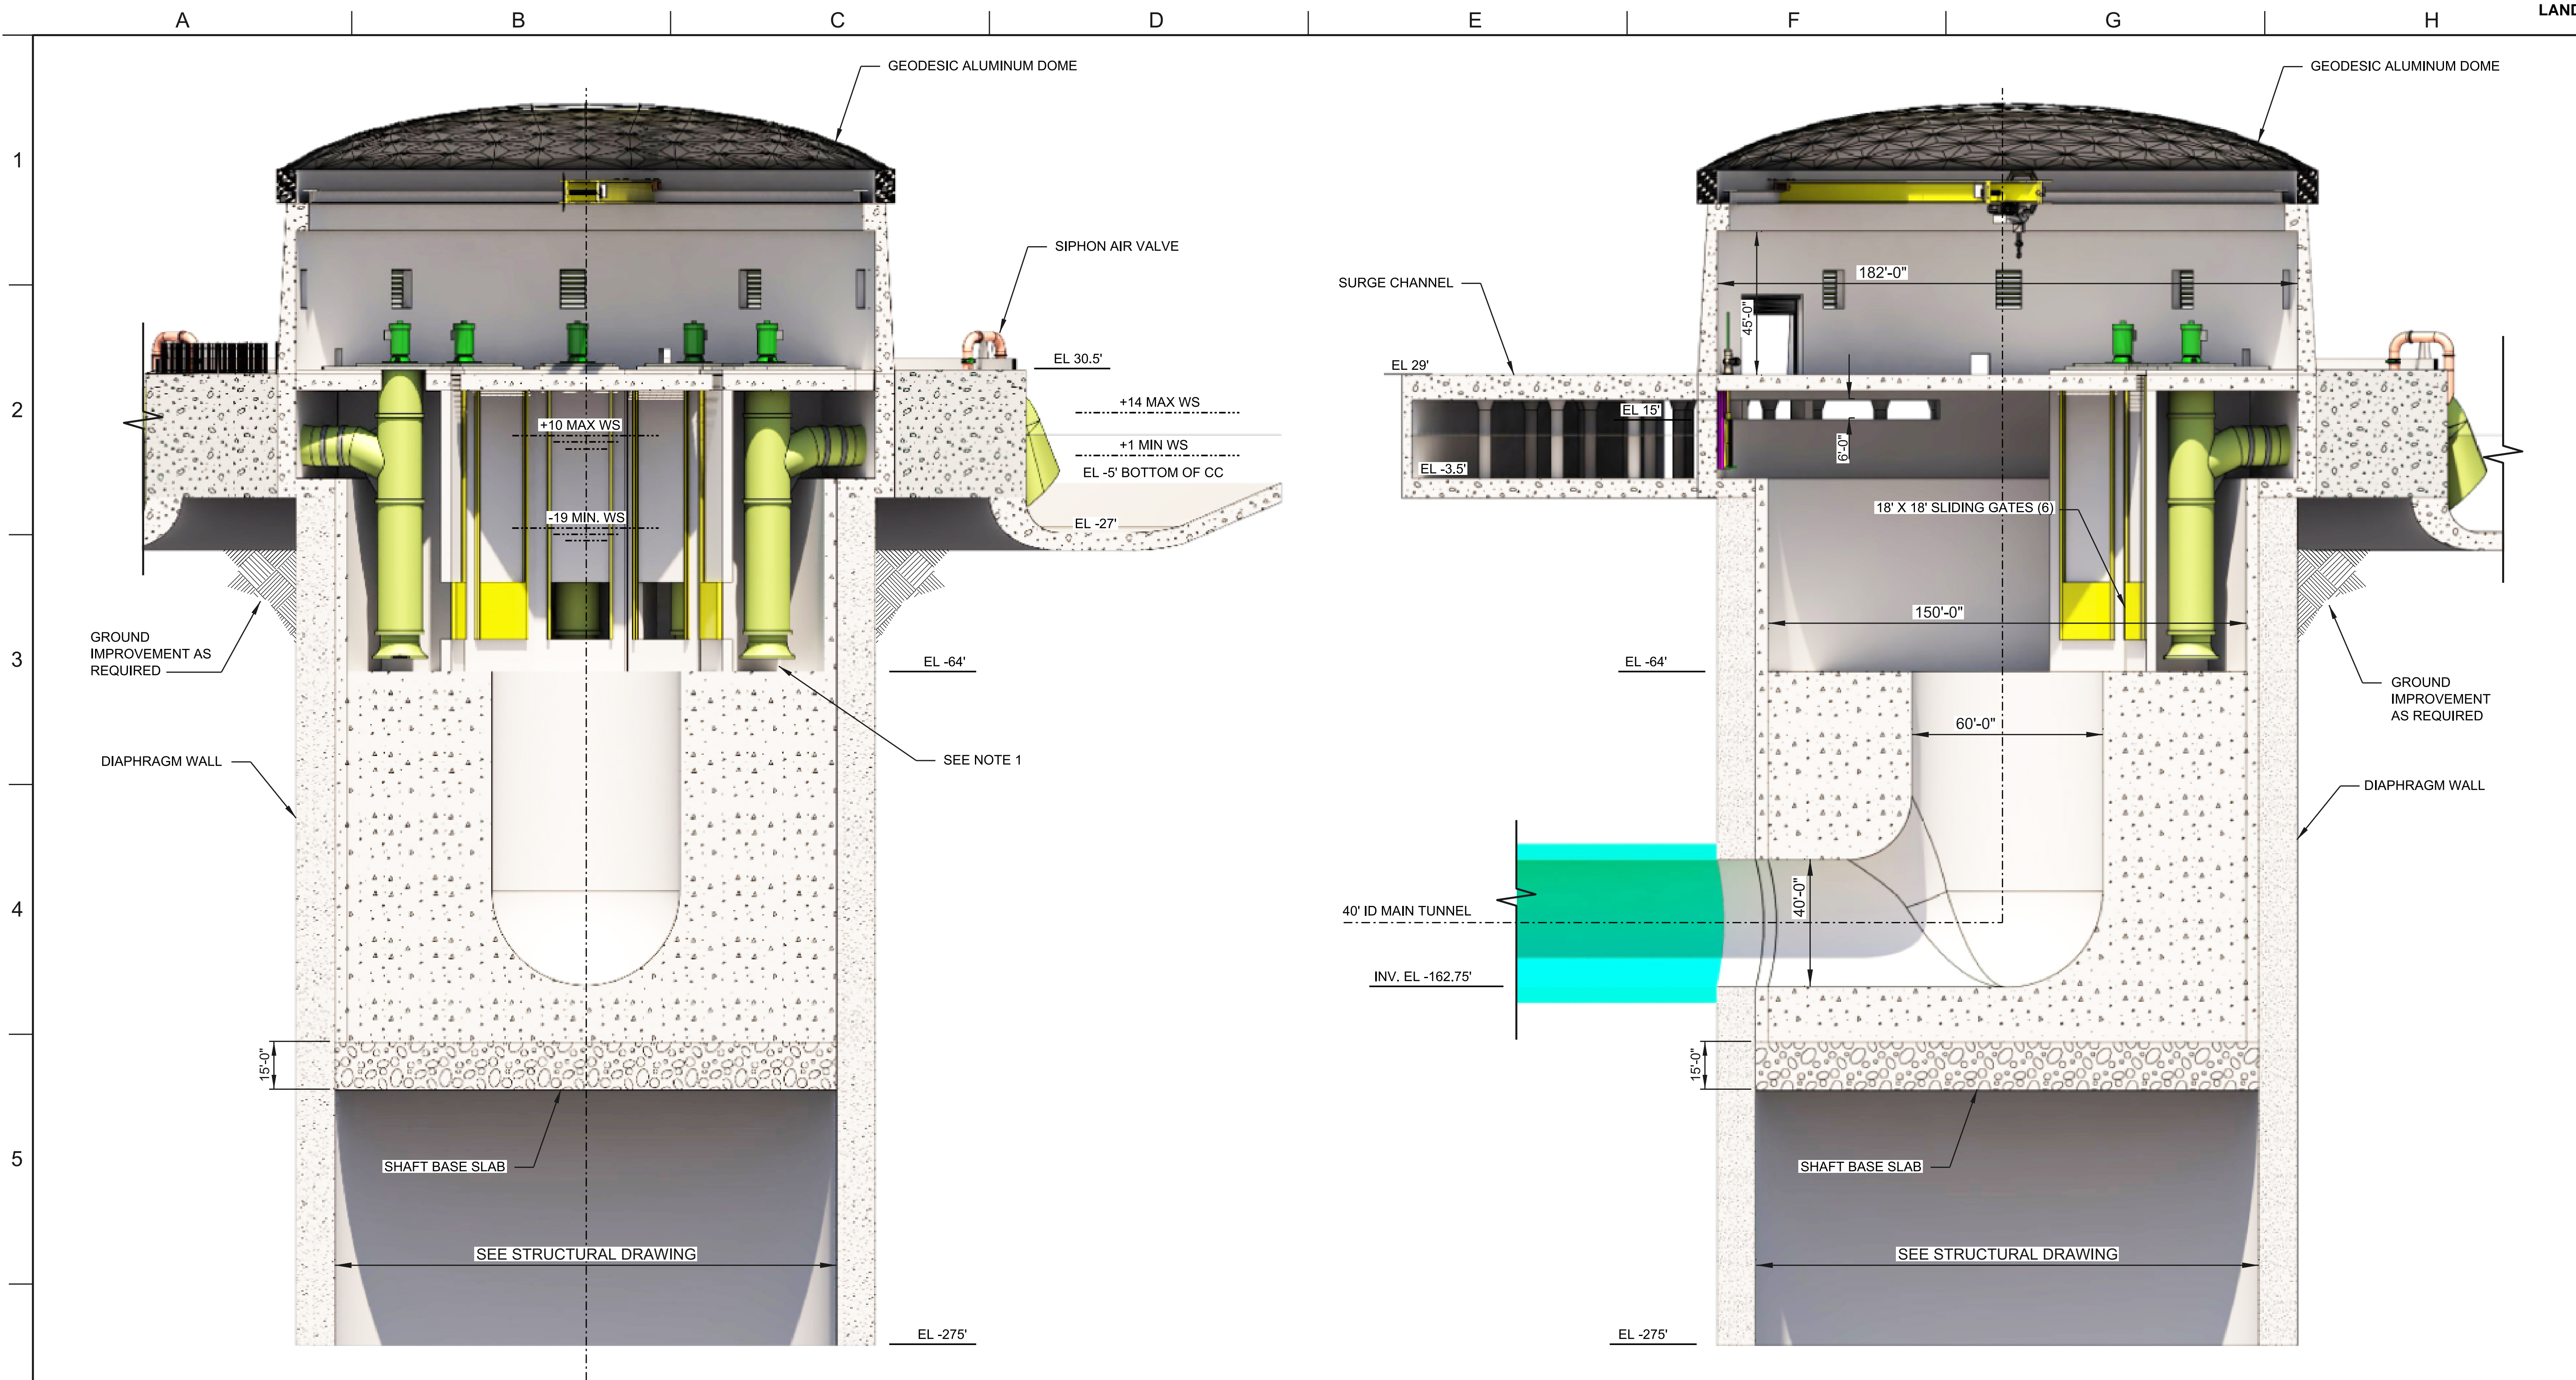 A B C D E F G H
LAND
1
2
3
4
5
GEODESIC ALUMINUM DOME
SIPHON AIR VALVE
EL 30.5'
+14 MAX WS
+10 MAX WS
+1 MIN WS
EL -5' BOTTOM OF CC
-19 MIN. WS
EL -27'
GROUND
IMPROVEMENT AS
REQUIRED
EL -64'
SEE NOTE 1
DIAPHRAGM WALL
15'-0"
SHAFT BASE SLAB
SEE STRUCTURAL DRAWING
EL -275'
GEODESIC ALUMINUM DOME
SURGE CHANNEL
182'-0"
45'-0"
EL 29'
EL 15'
6'-0"
EL -3.5'
18' X 18' SLIDING GATES (6)
150'-0"
EL -64'
GROUND
IMPROVEMENT
AS REQUIRED
60'-0"
DIAPHRAGM WALL
40'-0"
40' ID MAIN TUNNEL
INV. EL -162.75'
15'-0"
SHAFT BASE SLAB
SEE STRUCTURAL DRAWING
EL -275'